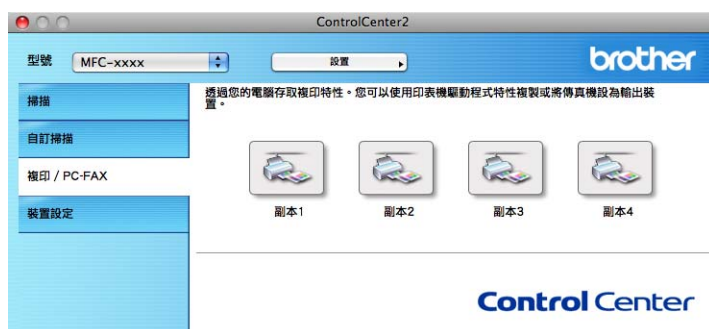 ControlCenter2
型號 MFC-xxxx 設置 brother
掃描
透過您的電腦存取複印特性。您可以使用印表機驅動程式特性複製或將傳真機設為輸出裝
置。
自訂掃描
複印 / PC-FAX
裝置設定
副本1 副本2 副本3 副本4
Control Center